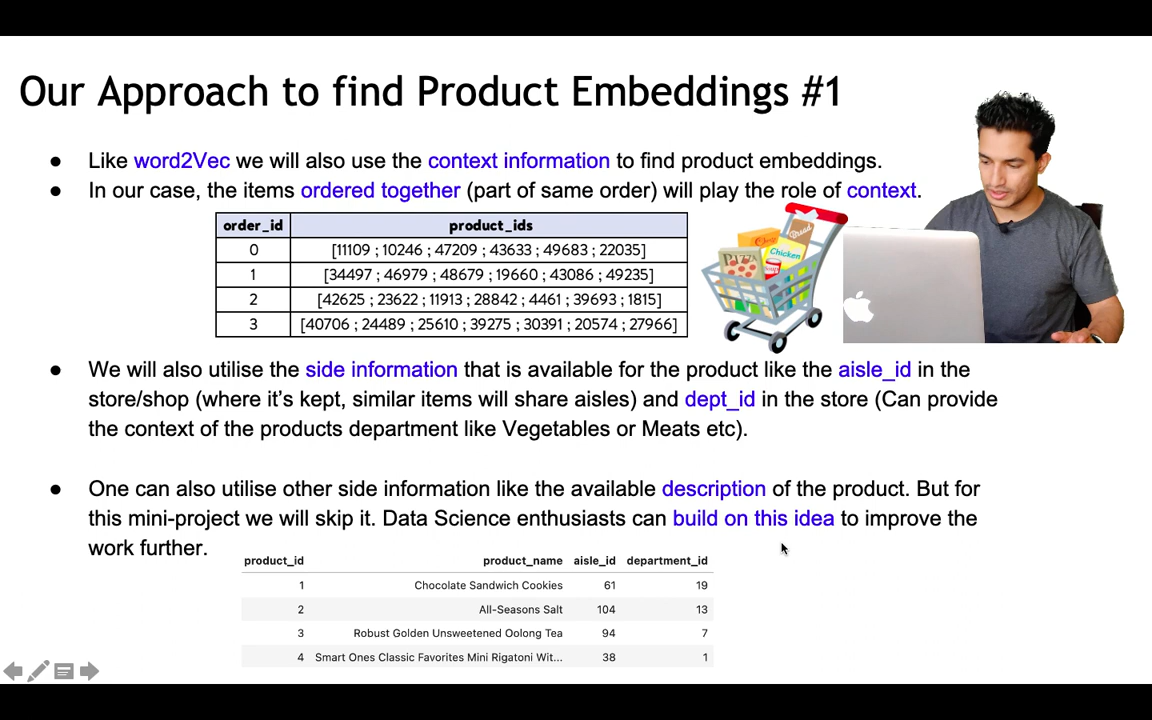 Our Approach to find Product Embeddings #1
● Like word2Vec we will also use the context information to find product embeddings.
● In our case, the items ordered together (part of same order) will play the role of context.
order_id product_ids
0 [11109 ; 10246 ; 47209 ; 43633 ; 49683 ; 22035]
1 [34497 ; 46979 ; 48679 ; 19660 ; 43086 ; 49235]
2 [42625 ; 23622 ; 11913 ; 28842 ; 4461 ; 39693 ; 1815]
3 [40706 ; 24489 ; 25610 ; 39275 ; 30391 ; 20574 ; 27966]
Bread
Chicken
PIZZA
Soup
● We will also utilise the side information that is available for the product like the aisle_id in the
store/shop (where it's kept, similar items will share aisles) and dept_id in the store (Can provide
the context of the products department like Vegetables or Meats etc).
● One can also utilise other side information like the available description of the product. But for
this mini-project we will skip it. Data Science enthusiasts can build on this idea to improve the
work further.
product_id product_name aisle_id department_id
1 Chocolate Sandwich Cookies 61 19
2 All-Seasons Salt 104 13
3 Robust Golden Unsweetened Oolong Tea 94 7
4 Smart Ones Classic Favorites Mini Rigatoni Wit... 38 1